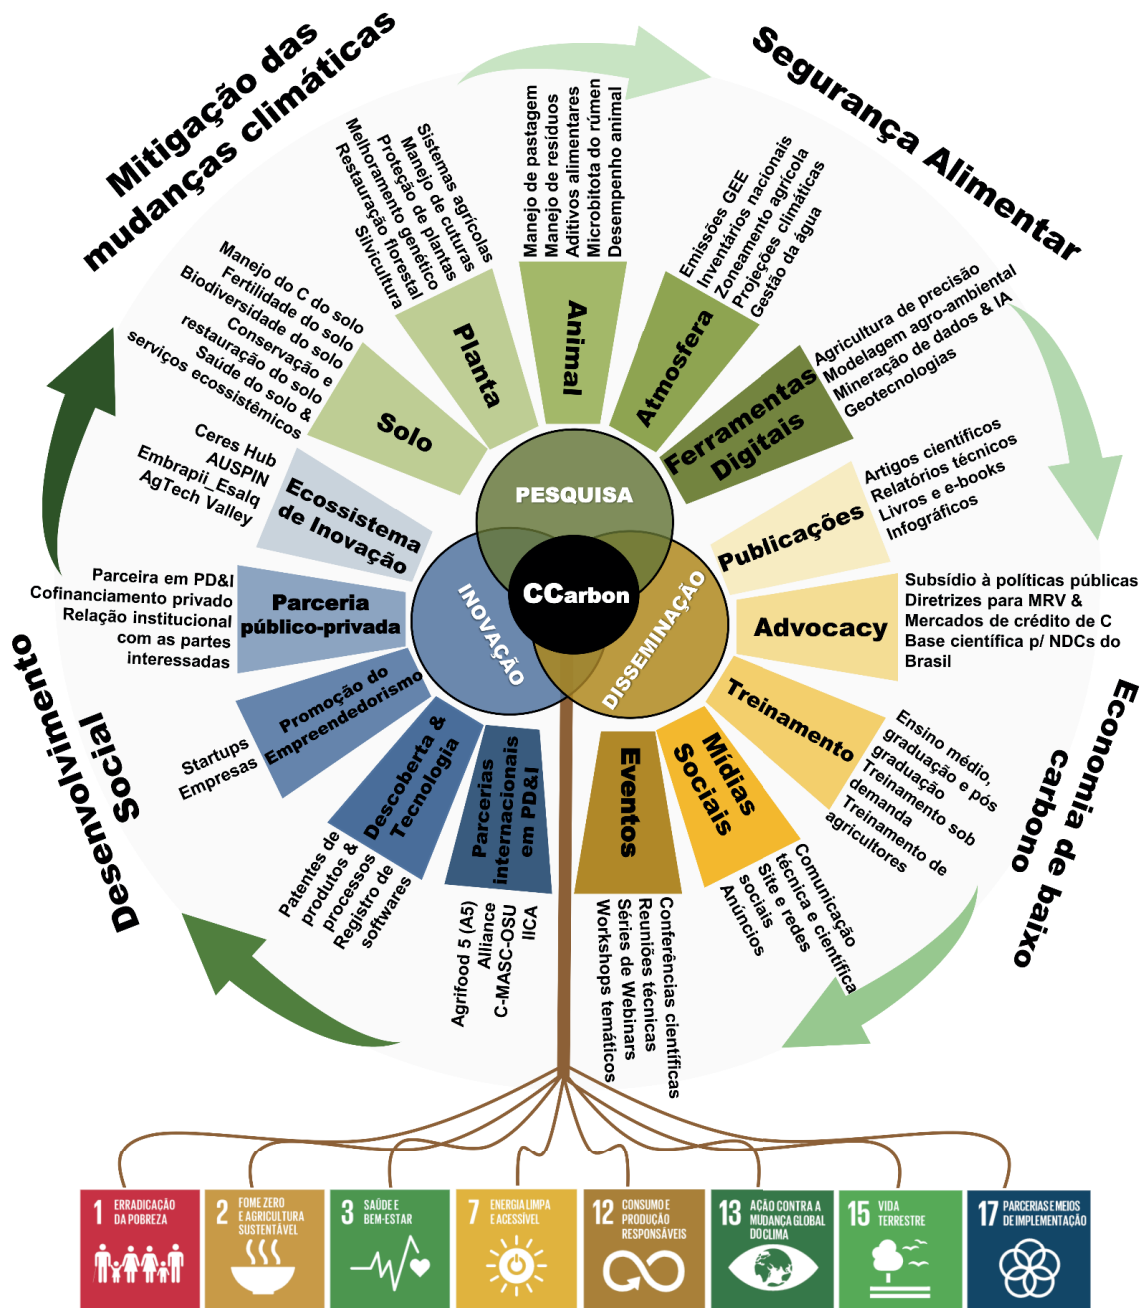 Mitigação das
mudanças climáticas
Segurança Alimentar
Economia de baixo
carbono
Desenvolvimento
Social
PESQUISA
INOVAÇÃO
DISSEMINAÇÃO
CCarbon
Solo
Manejo do C do solo
Fertilidade do solo
Biodiversidade do solo
Conservação e
restauração do solo
Saúde do solo &
serviços ecossistêmicos
Planta
Sistemas agrícolas
Manejo de cuturas
Proteção de plantas
Melhoramento genético
Restauração florestal
Silvicultura
Animal
Manejo de pastagem
Manejo de resíduos
Aditivos alimentares
Microbitota do rúmen
Desempenho animal
Atmosfera
Emissões GEE
Inventários nacionais
Zoneamento agrícola
Projeções climáticas
Gestão da água
Ferramentas
Digitais
Agricultura de precisão
Modelagem agro-ambiental
Mineração de dados & IA
Geotecnologias
Publicações
Artigos científicos
Relatórios técnicos
Livros e e-books
Infográficos
Advocacy
Subsídio à políticas públicas
Diretrizes para MRV &
Mercados de crédito de C
Base científica p/ NDCs do
Brasil
Treinamento
Ensino médio,
graduação e pós
graduação
Treinamento sob
demanda
Treinamento de
agricultores
Mídias
Sociais
Comunicação
técnica e científica
Site e redes
sociais
Anúncios
Eventos
Conferências científicas
Reuniões técnicas
Séries de Webinars
Workshops temáticos
Parcerias
internacionais
em PD&I
Agrifood 5 (A5)
Alliance
C-MASC-OSU
IICA
Descoberta &
Tecnologia
Patentes de
produtos &
processos
Registro de
softwares
Promoção do
Empreendedorismo
Startups
Empresas
Parceria
público-privada
Parceira em PD&I
Cofinanciamento privado
Relação institucional
com as partes
interessadas
Ecossistema
de Inovação
Ceres Hub
AUSPIN
Embrapii_Esalq
AgTech Valley
1 ERRADICAÇÃO
DA POBREZA
2 FOME ZERO
E AGRICULTURA
SUSTENTÁVEL
3 SAÚDE E
BEM-ESTAR
7 ENERGIA LIMPA
E ACESSÍVEL
12 CONSUMO E
PRODUÇÃO
RESPONSÁVEIS
13 AÇÃO CONTRA A
MUDANÇA GLOBAL
DO CLIMA
15 VIDA
TERRESTRE
17 PARCERIAS E MEIOS
DE IMPLEMENTAÇÃO